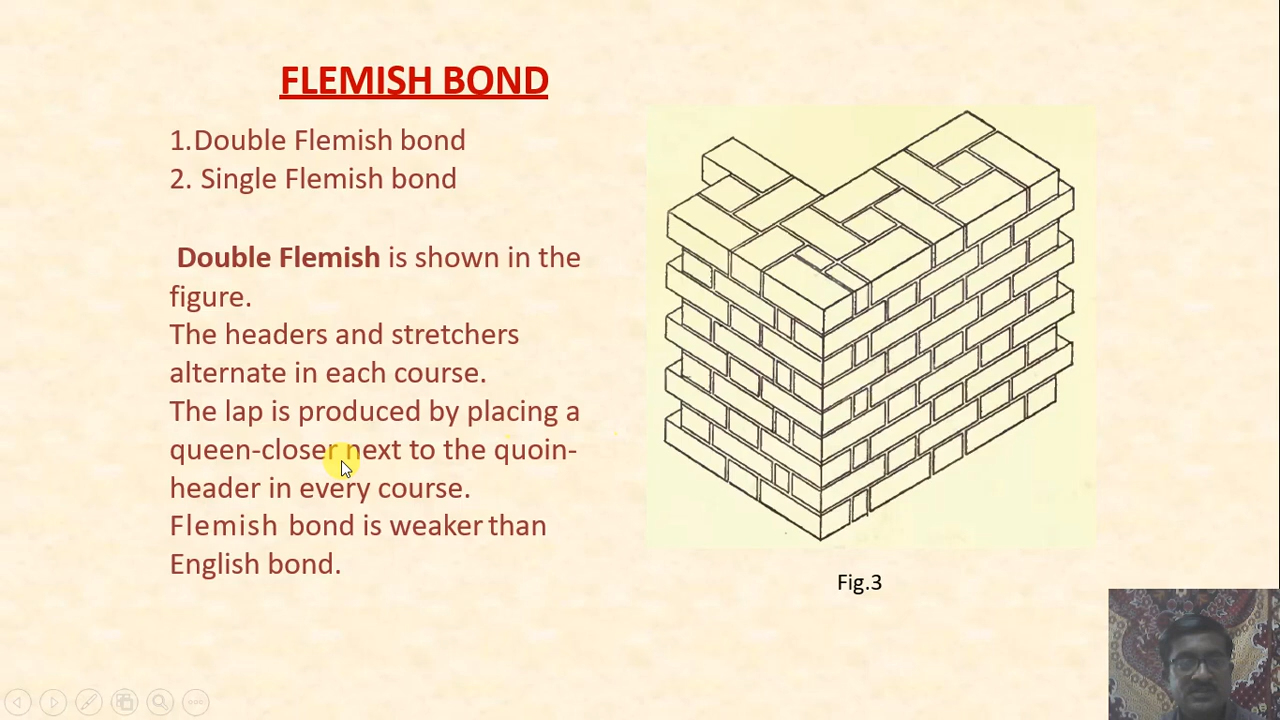 FLEMISH BOND
1.Double Flemish bond
2. Single Flemish bond
Double Flemish is shown in the
figure.
The headers and stretchers
alternate in each course.
The lap is produced by placing a
queen-closer next to the quoin-
header in every course.
Flemish bond is weaker than
English bond.
Fig.3